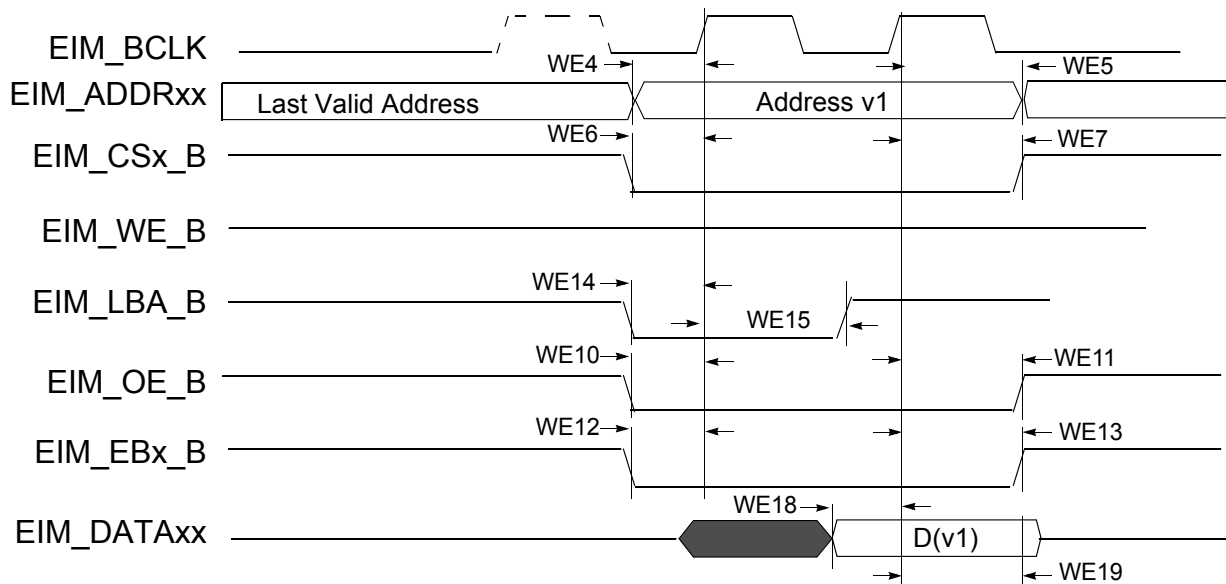 EIM_BCLK
WE4
WE5
EIM_ADDRxx
Last Valid Address
Address v1
WE6
WE7
EIM_CSx_B
EIM_WE_B
WE14
EIM_LBA_B
WE15
WE10
WE11
EIM_OE_B
WE12
WE13
EIM_EBx_B
WE18
EIM_DATAxx
D(v1)
WE19